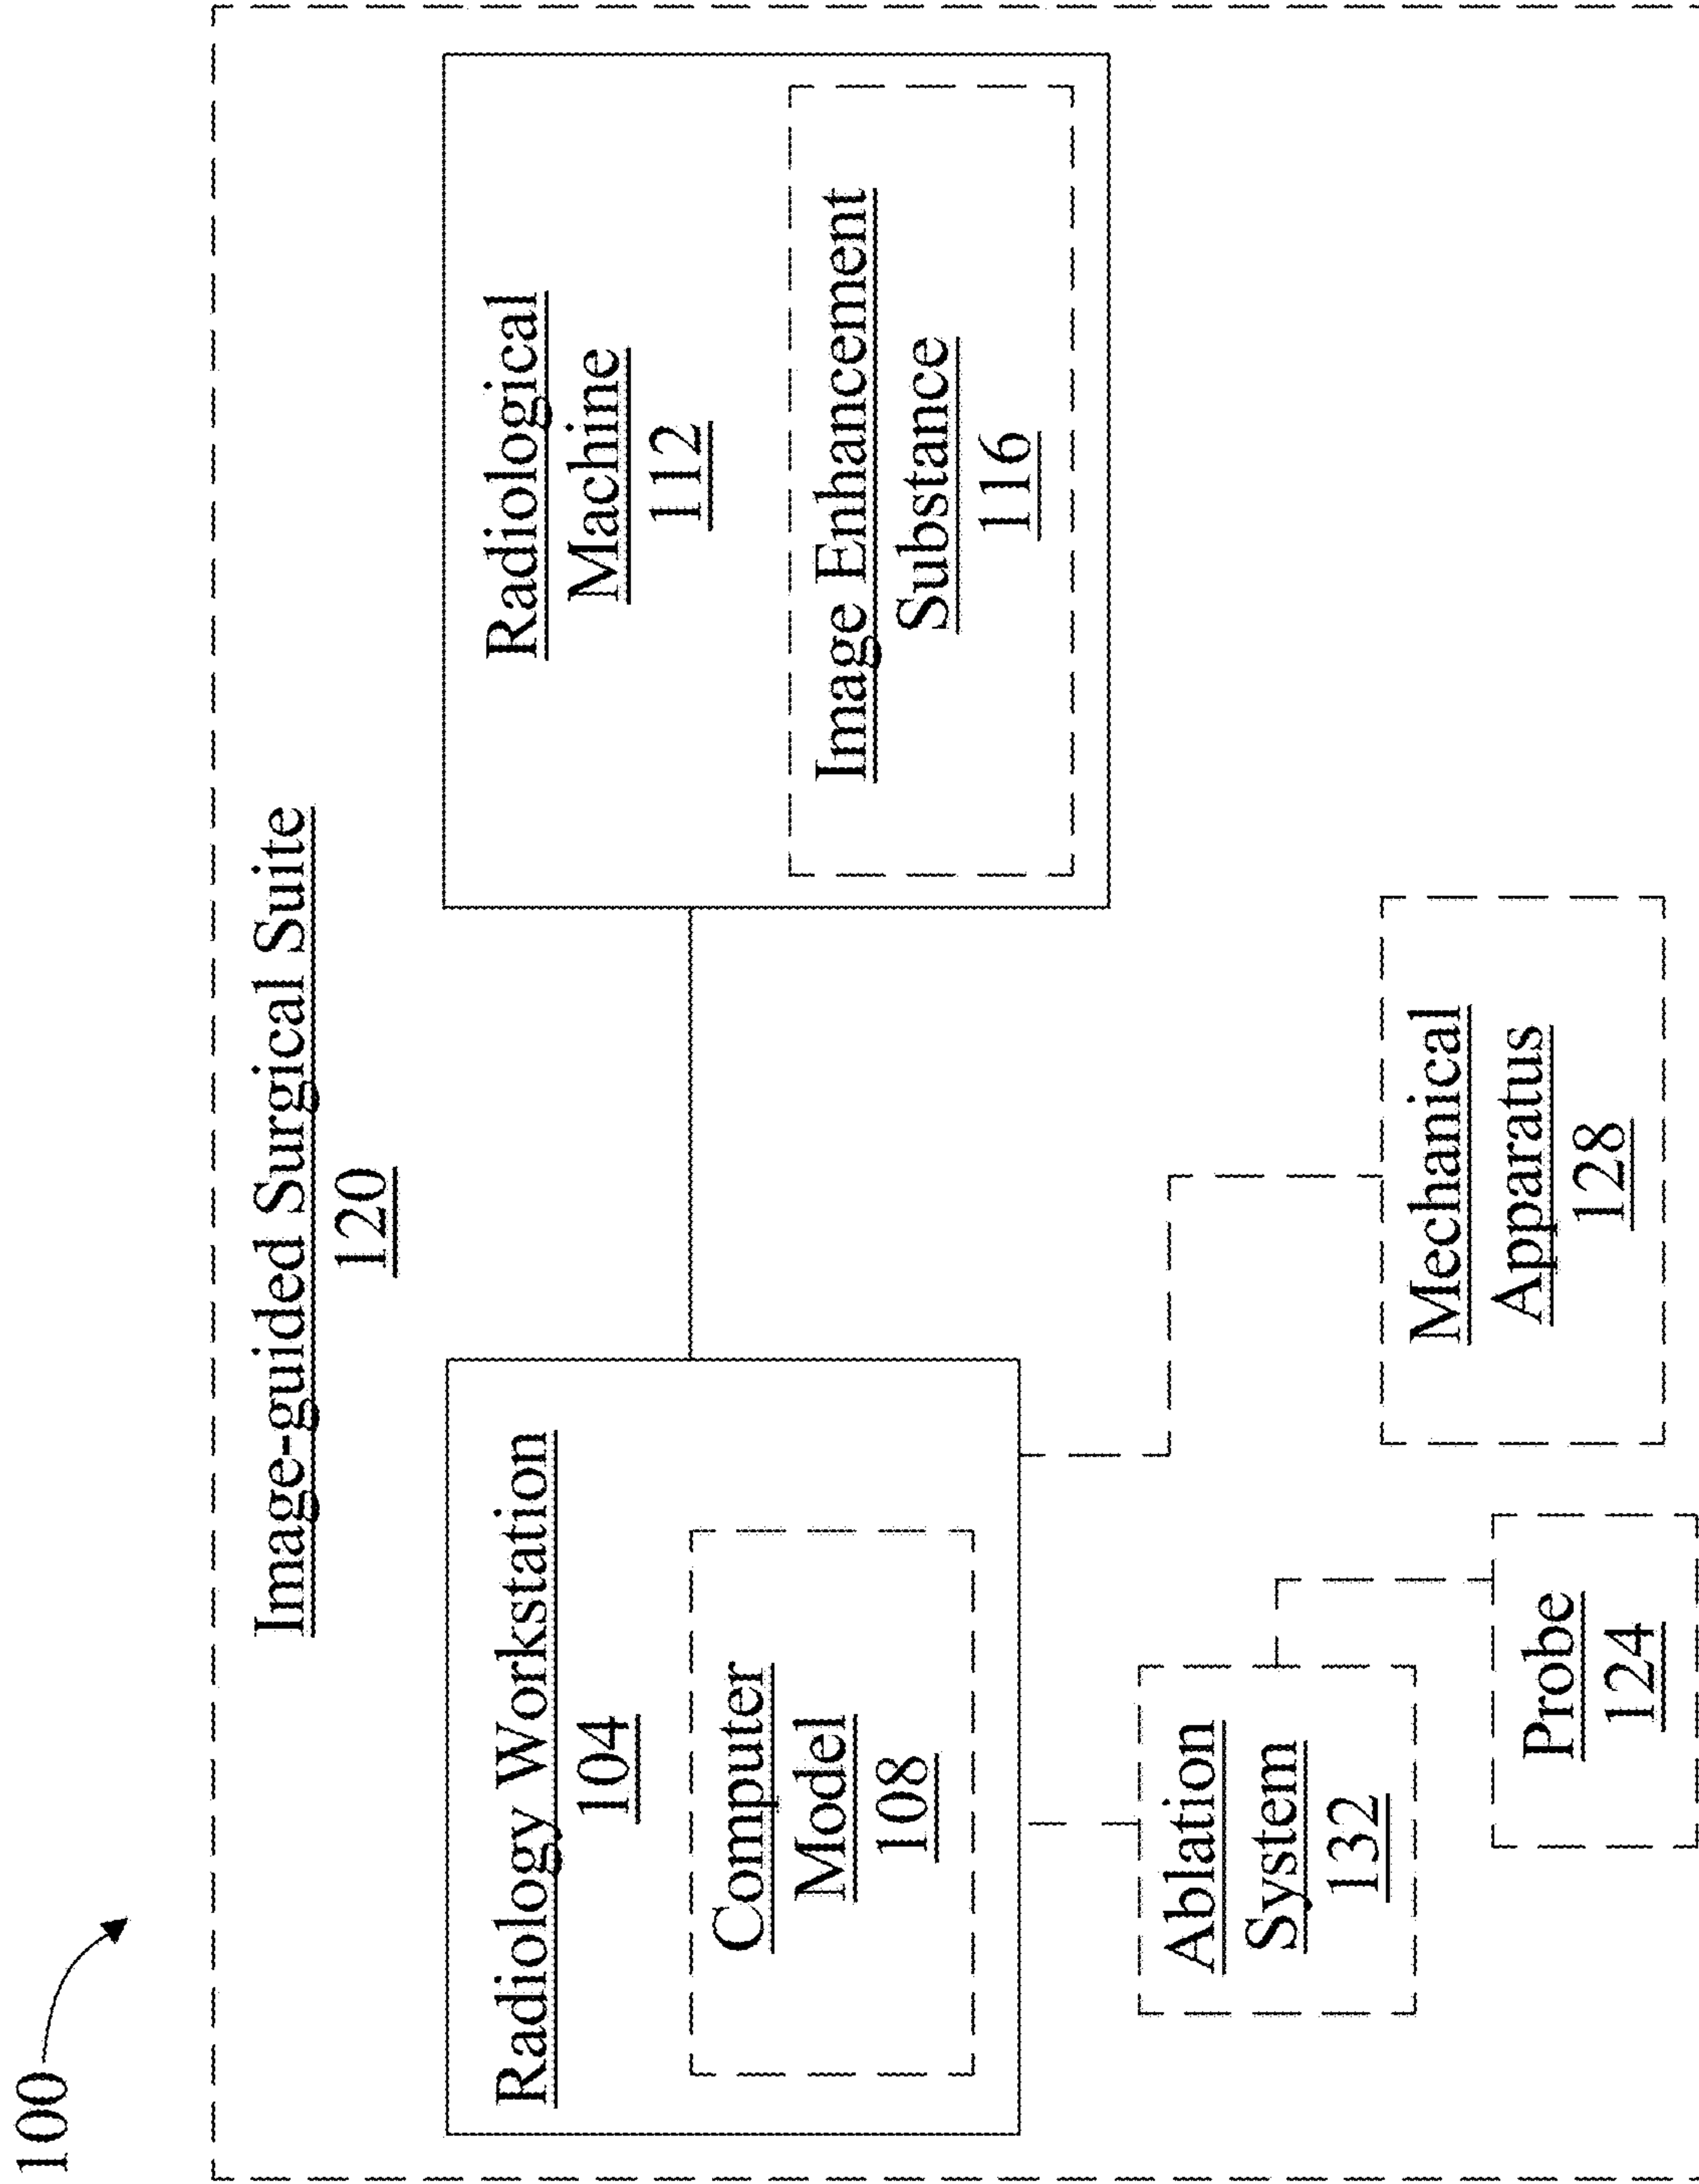 100
Image-guided Surgical Suite
120
Radiology Workstation
104
Computer
Model
108
Radiological
Machine
112
Image Enhancement
Substance
116
Ablation
System
132
Probe
124
Mechanical
Apparatus
128